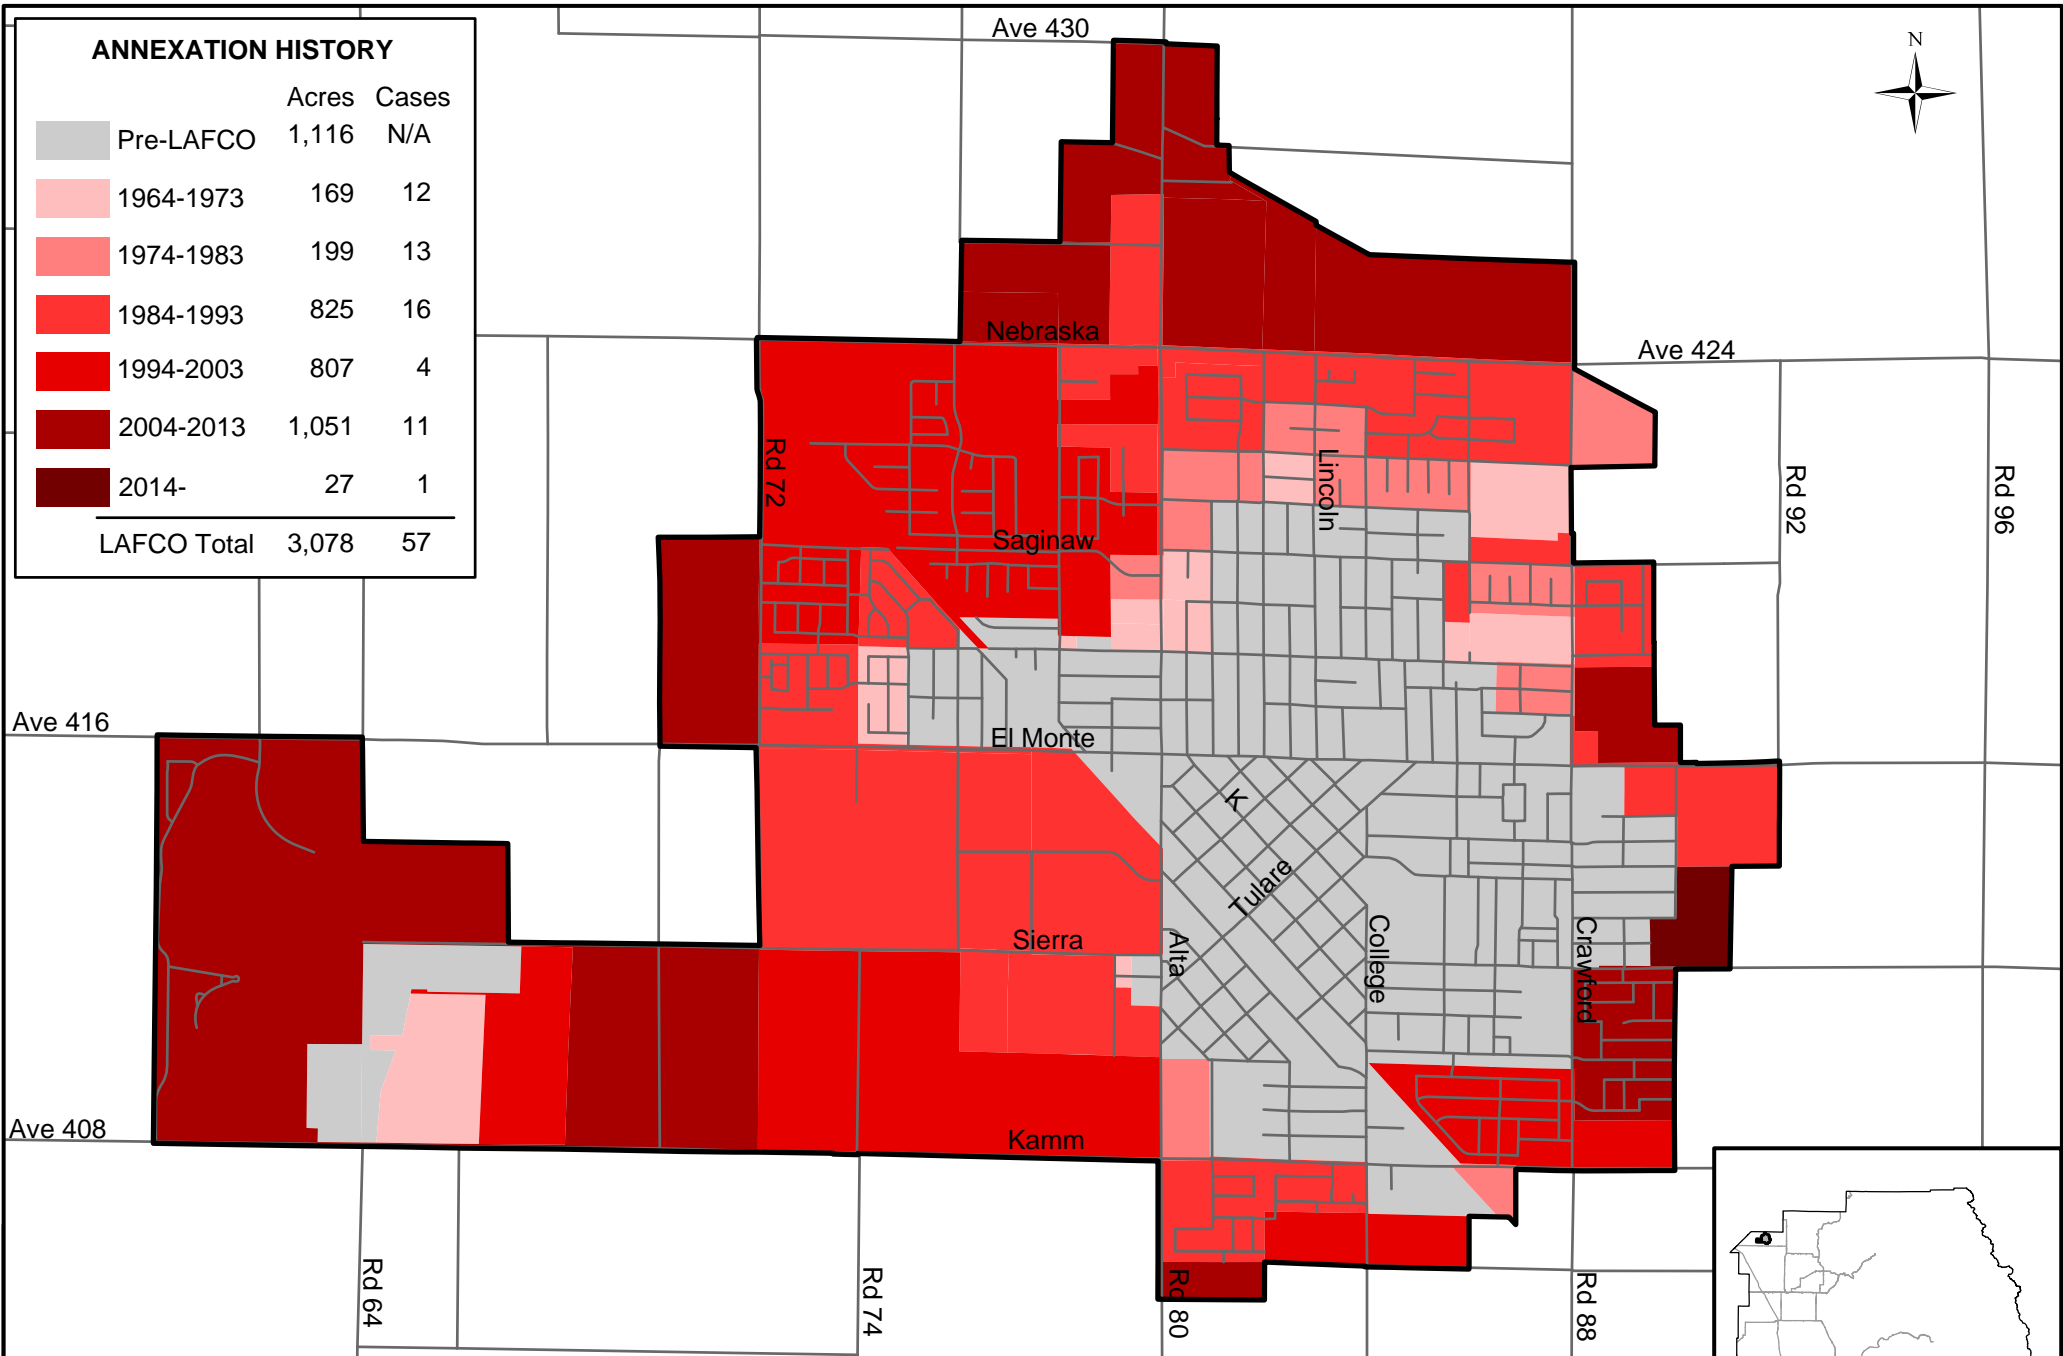 ANNEXATION HISTORY
Acres Cases
Pre-LAFCO 1,116 N/A
1964-1973 169 12
1974-1983 199 13
1984-1993 825 16
1994-2003 807 4
2004-2013 1,051 11
2014- 27 1
LAFCO Total 3,078 57
Ave 430
N
Nebraska
Ave 424
Rd 72
Lincoln
Rd 92
Rd 96
Saginaw
Ave 416
El Monte
K
Tulare
Sierra
Alta
College
Crawford
Ave 408
Kamm
Rd 64
Rd 74
Rd 80
Rd 88